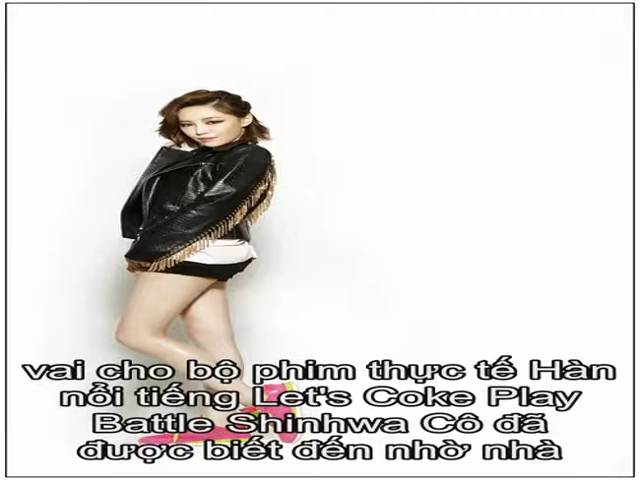 vai cho bộ phim thực tế Hàn
nổi tiếng Let's Coke Play
Battle Shinhwa Cô đã
được biết đến nhờ nhà